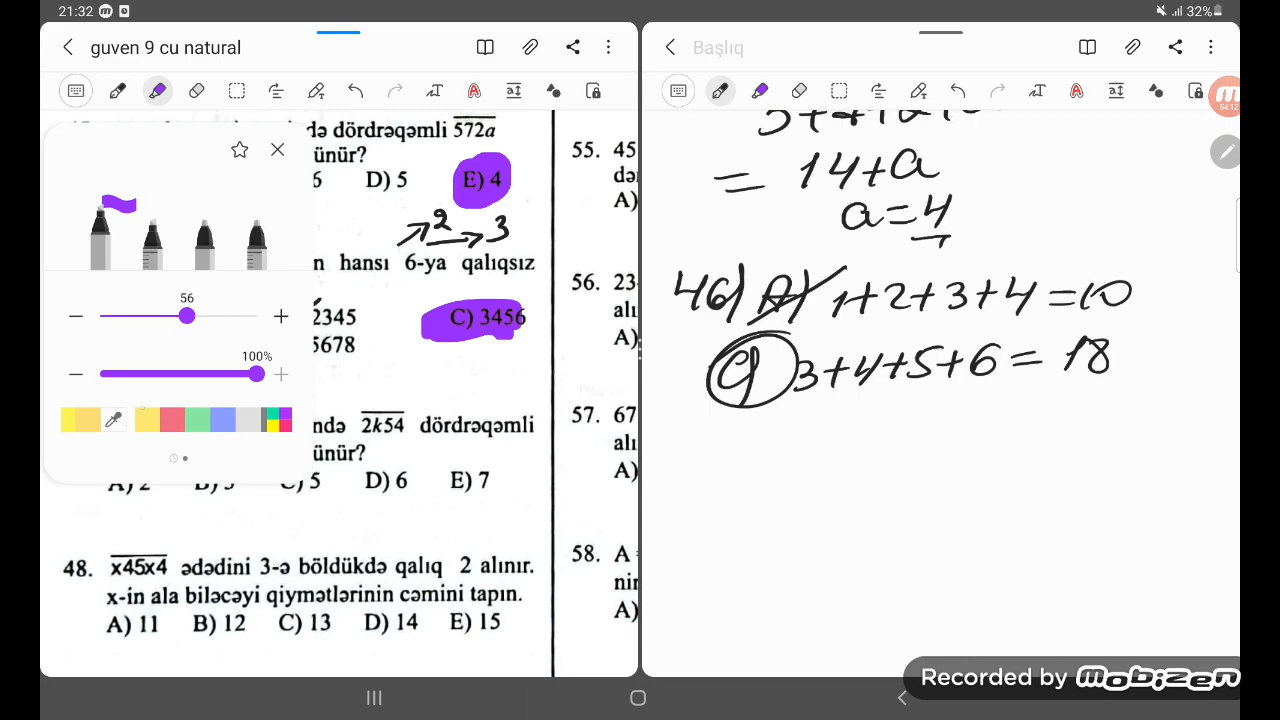 21:32
32%
guven 9 cu natural
də dördrəqəmli 572a
ünür?
6 D) 5 E) 4
2 3
n hansı 6-ya qalıqsız
2345 C) 3456
5678
56
100%
ndə 2k54 dördrəqəmli
ünür?
A) 2 B) 3 C) 5 D) 6 E) 7
48. x45x4 ədədini 3-ə böldükdə qalıq 2 alınır.
x-in ala biləcəyi qiymətlərinin cəmini tapın.
A) 11 B) 12 C) 13 D) 14 E) 15
55. 45
də
A)
56. 23
alı
A)
57. 67
alı
A)
58. A =
nin
A)
Başlıq
54:12
= 14+a
a=4
46) A) 1+2+3+4=10
3+4+5+6=18
Recorded by mobizen